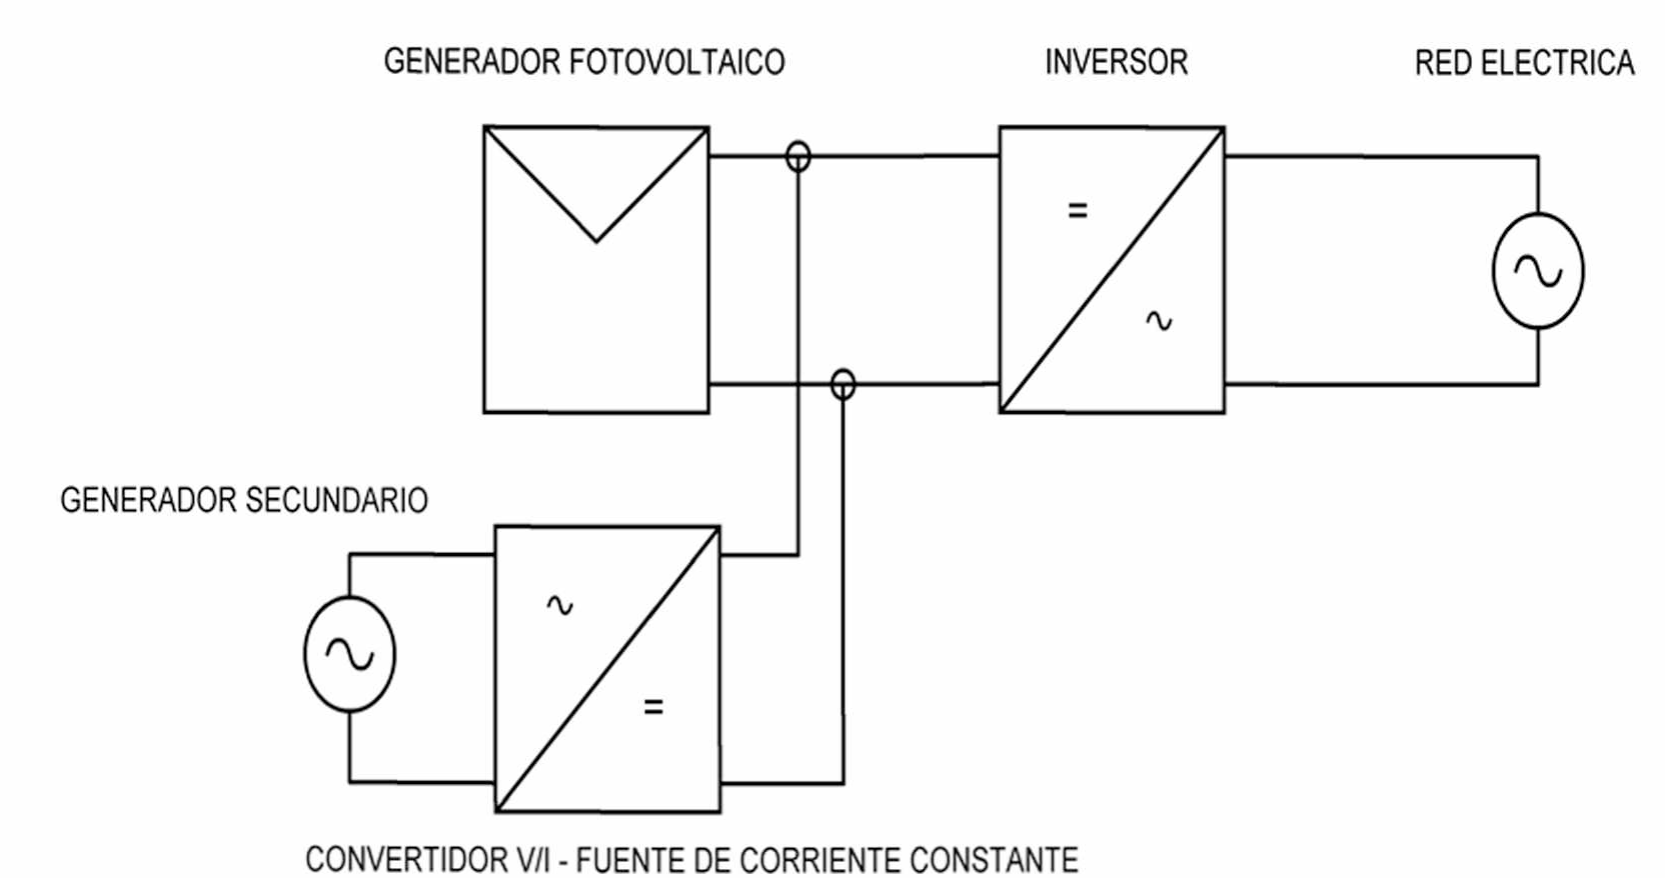 GENERADOR FOTOVOLTAICO
INVERSOR
RED ELECTRICA
=
~
~
GENERADOR SECUNDARIO
~
~
=
CONVERTIDOR V/I - FUENTE DE CORRIENTE CONSTANTE